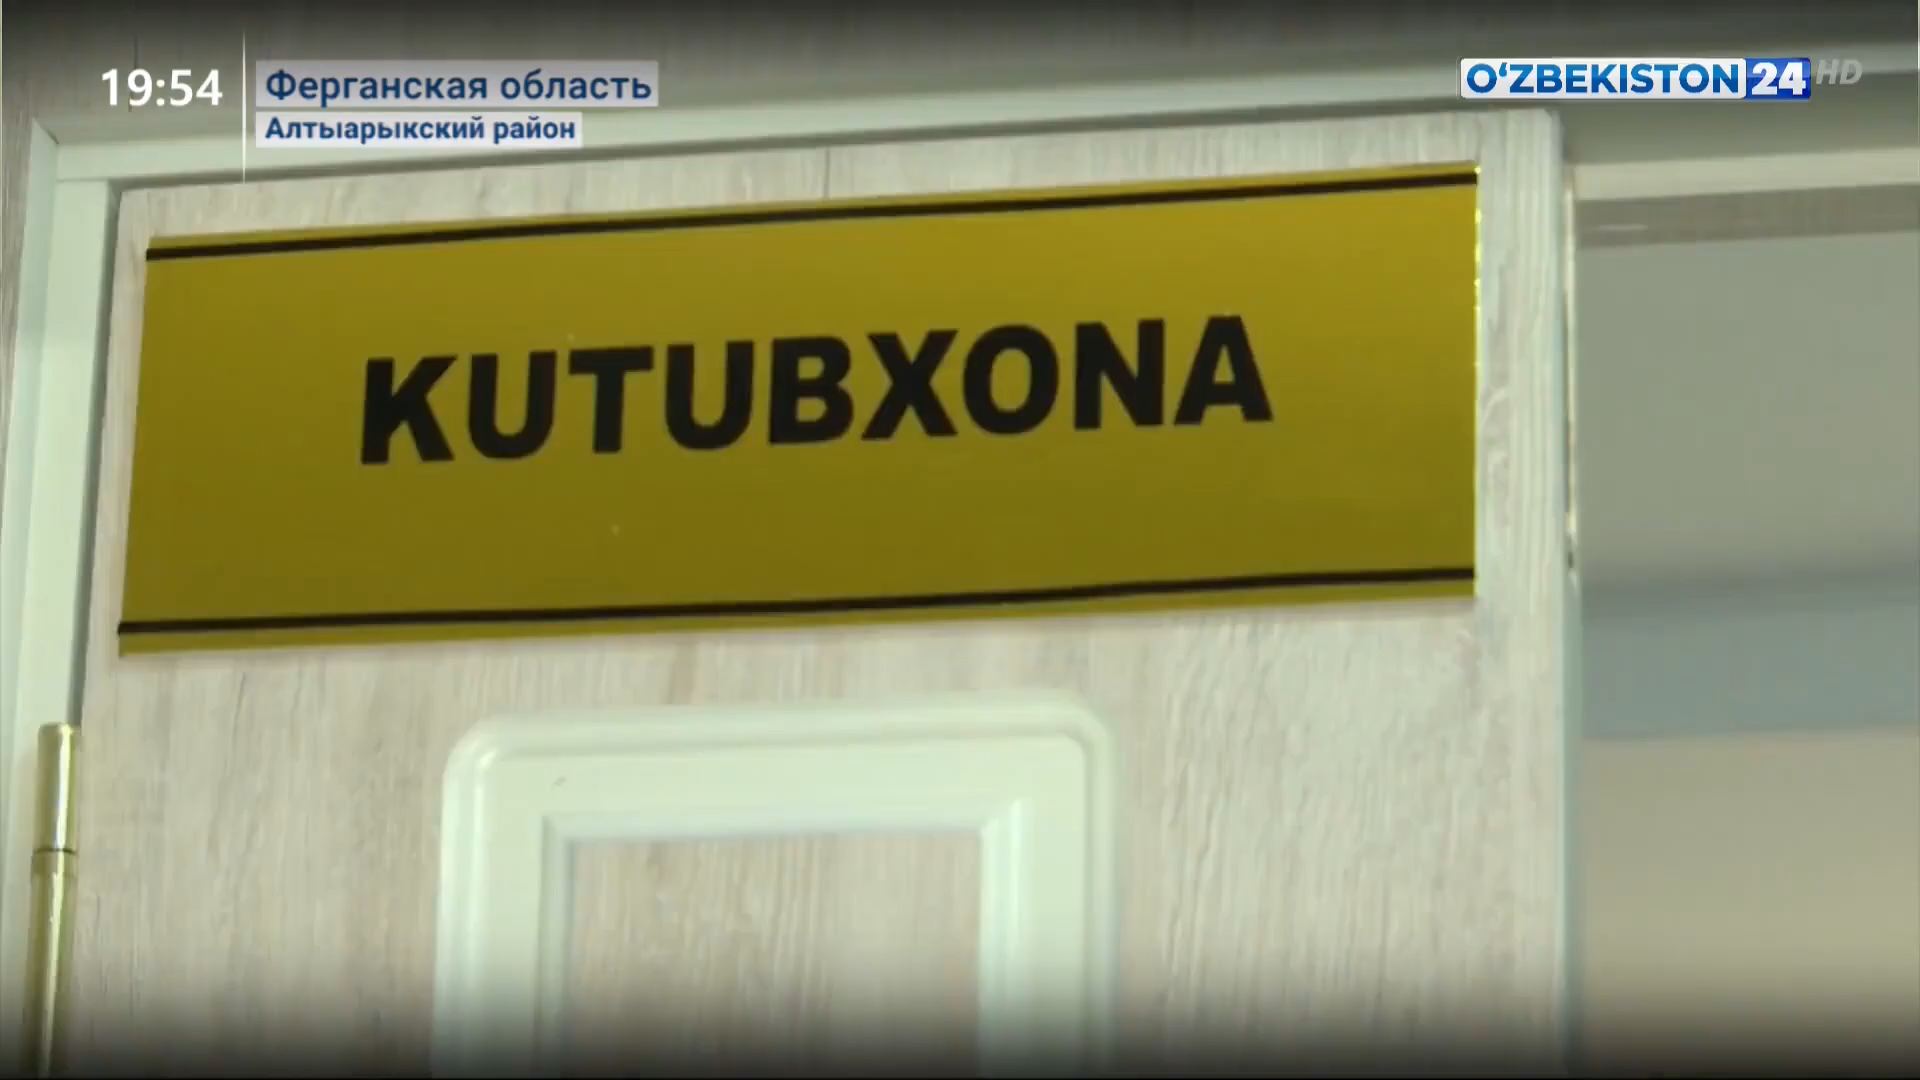 19:54
Ферганская область
Алтыарыкский район
O‘ZBEKISTON 24 HD
KUTUBXONA